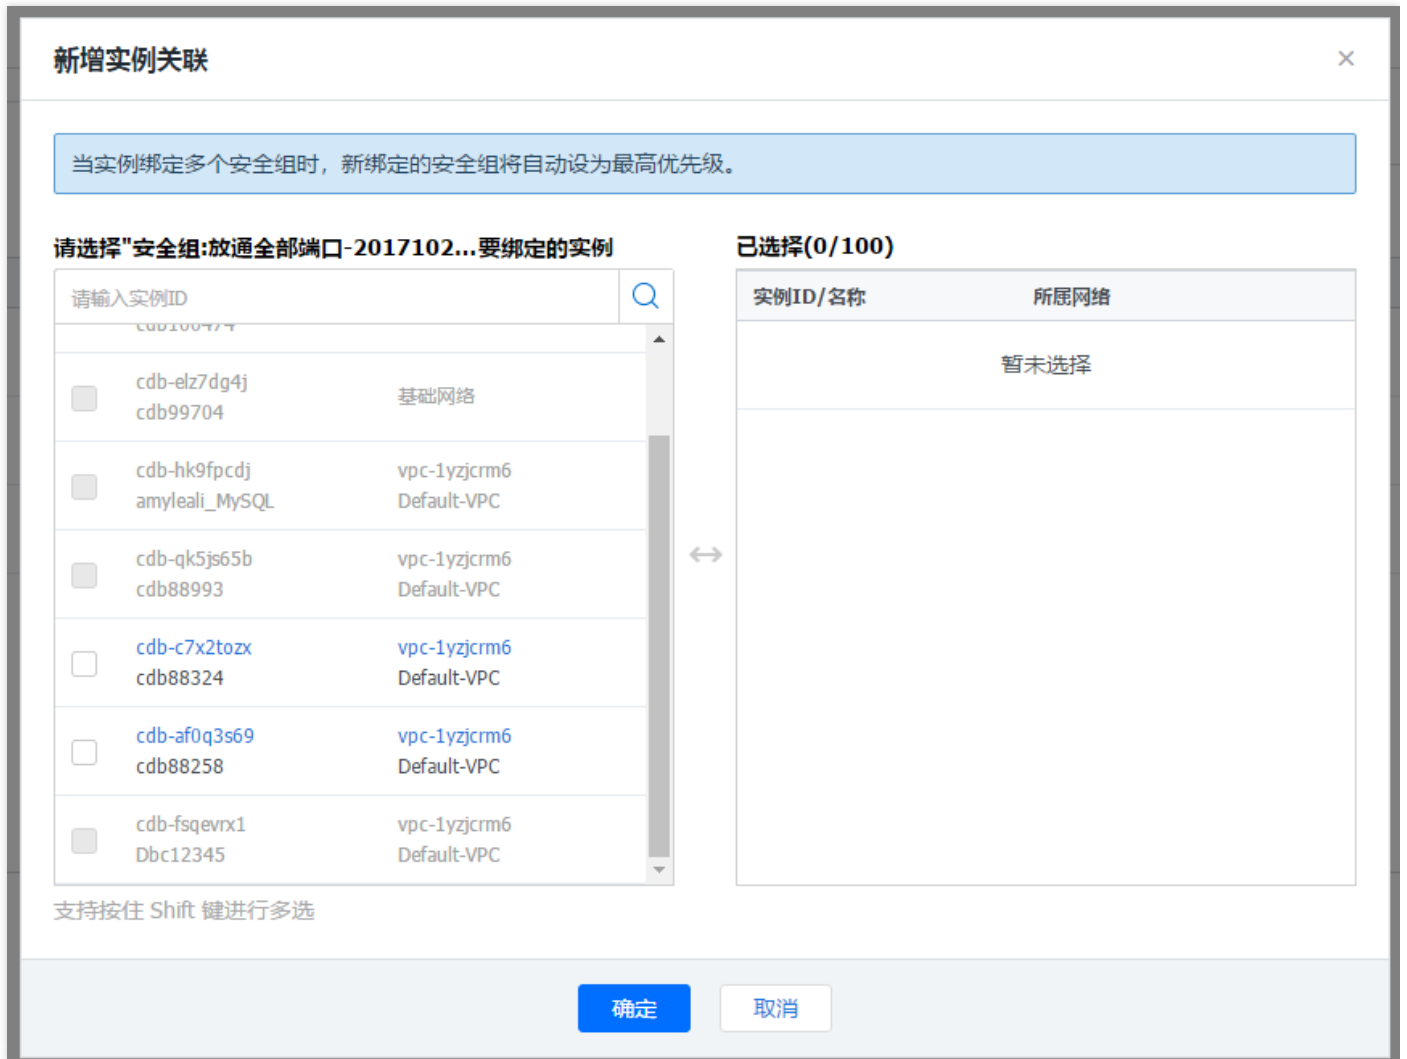 新增实例关联
当实例绑定多个安全组时，新绑定的安全组将自动设为最高优先级。
请选择"安全组:放通全部端口-2017102...要绑定的实例
请输入实例ID
cdb-elz7dg4j
cdb99704
基础网络
cdb-hk9fpcdj
amyleali_MySQL
vpc-1yzjcrm6
Default-VPC
cdb-qk5js65b
cdb88993
vpc-1yzjcrm6
Default-VPC
cdb-c7x2tozx
cdb88324
vpc-1yzjcrm6
Default-VPC
cdb-af0q3s69
cdb88258
vpc-1yzjcrm6
Default-VPC
cdb-fsqevrx1
Dbc12345
vpc-1yzjcrm6
Default-VPC
支持按住 Shift 键进行多选
已选择(0/100)
实例ID/名称 所属网络
暂未选择
确定 取消